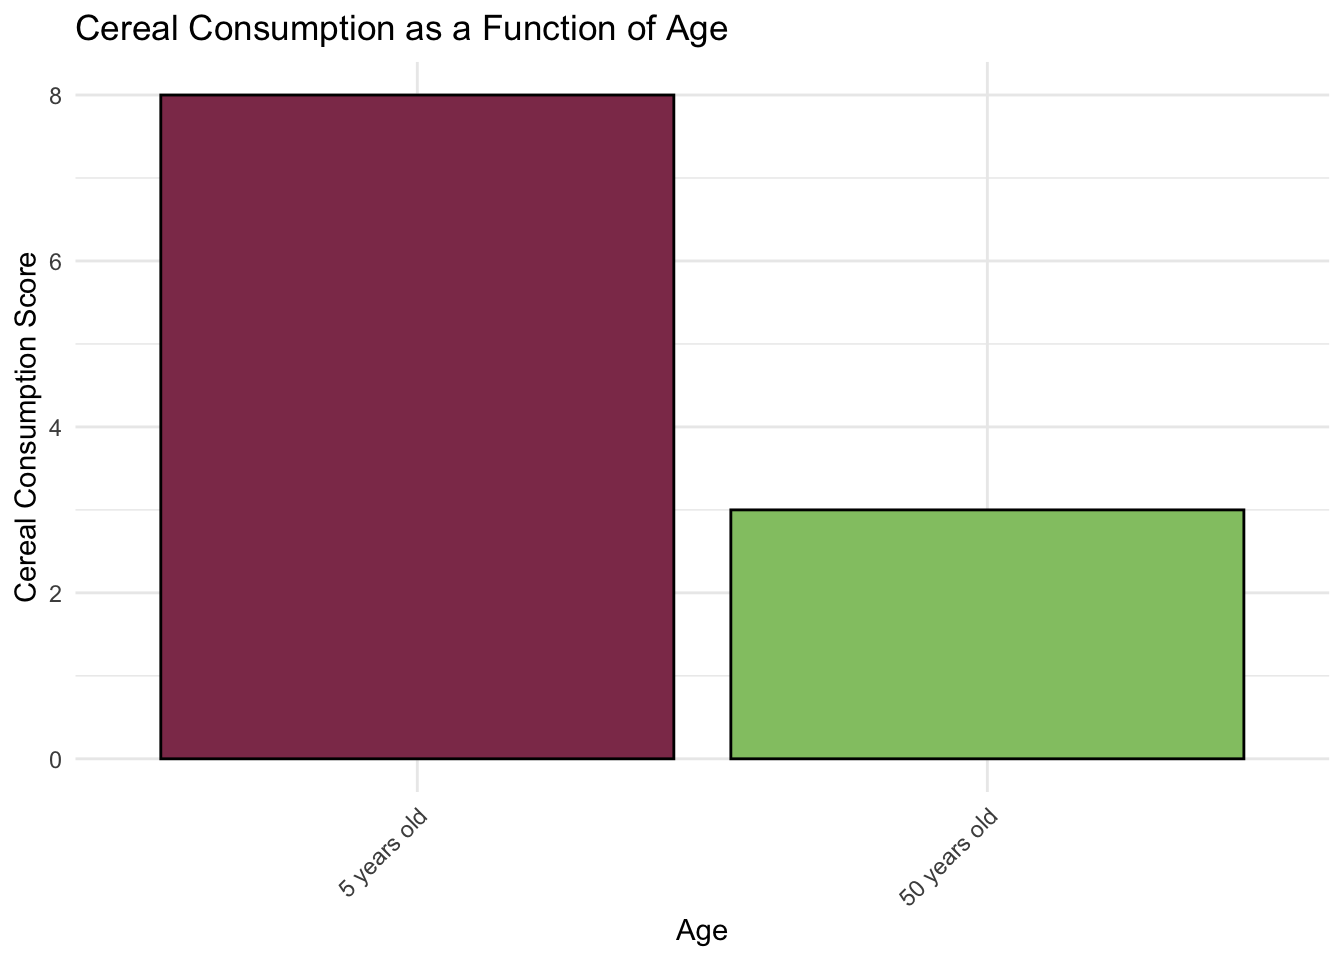 Cereal Consumption as a Function of Age
Cereal Consumption Score
8
6
4
2
0
5 years old
50 years old
Age